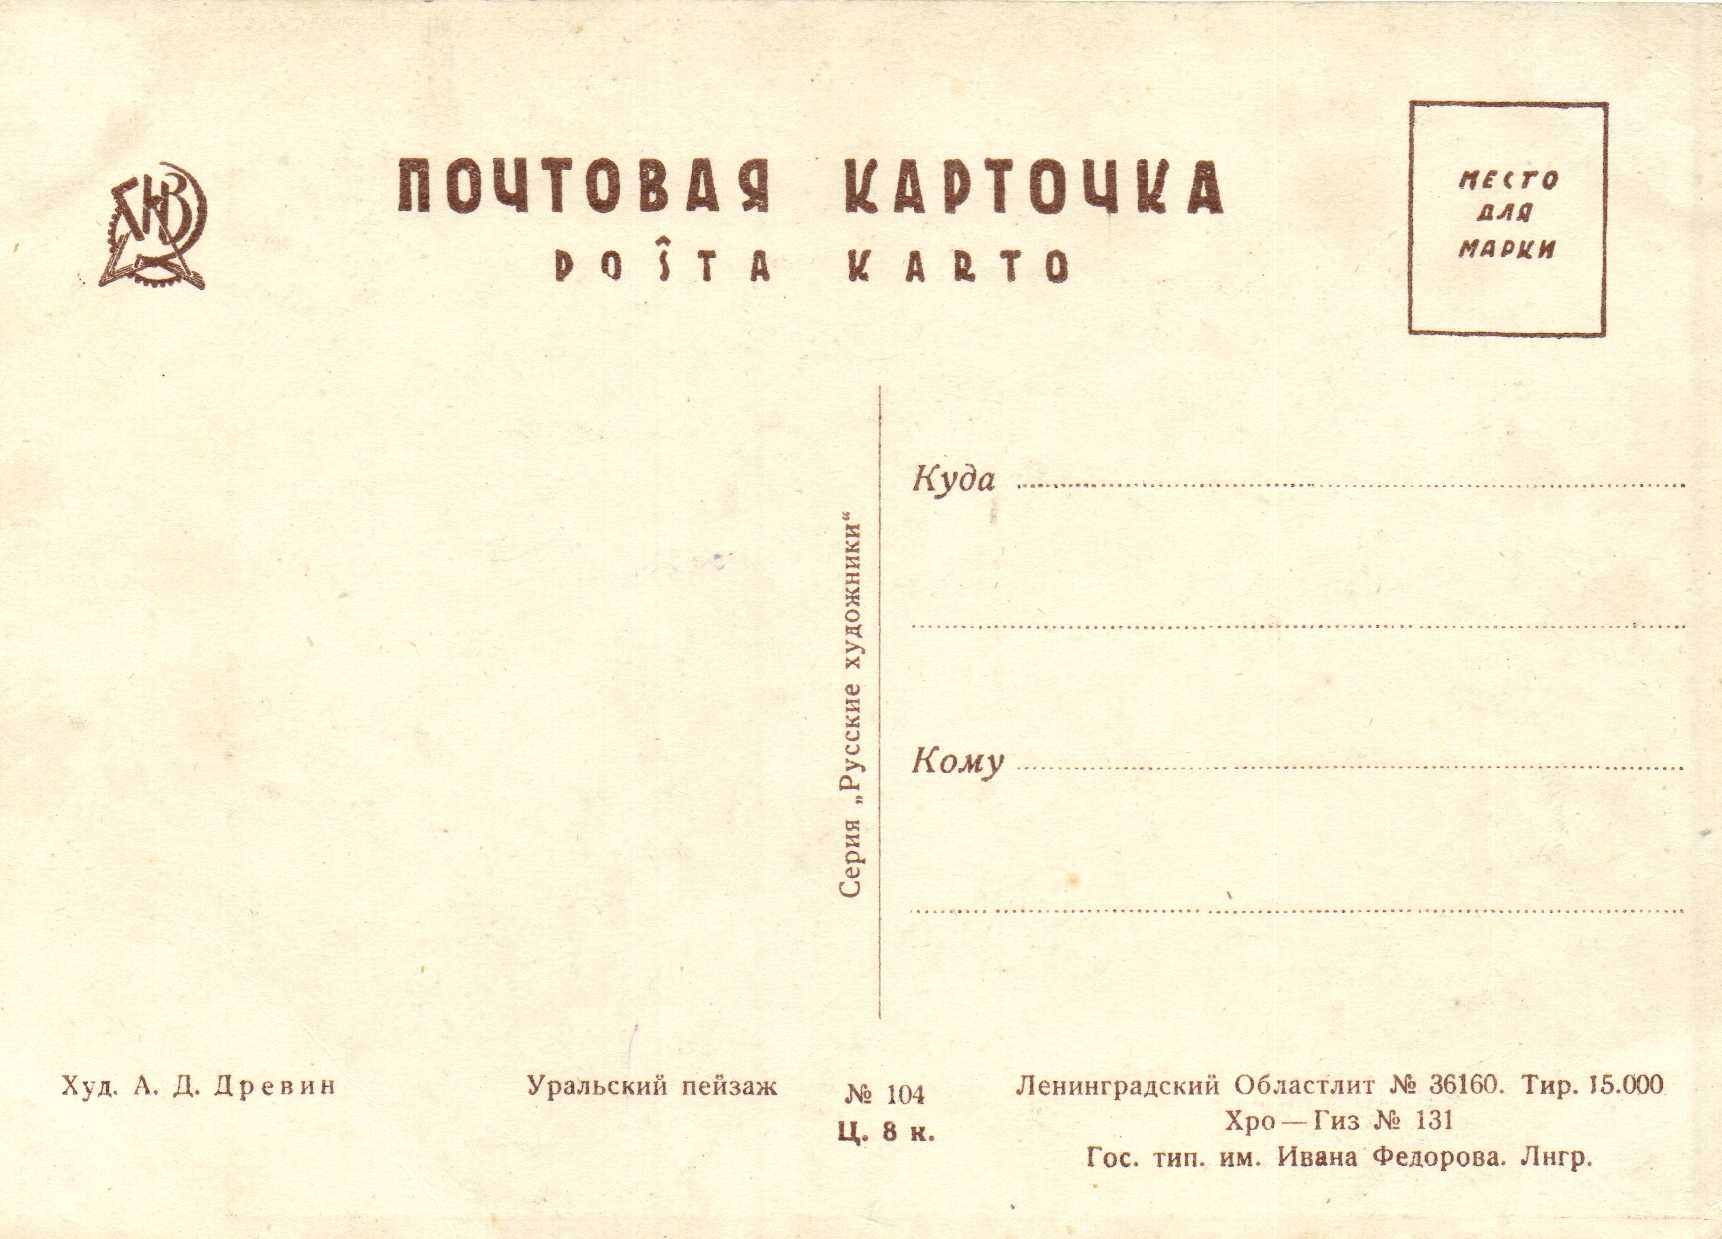 АХРР
ПОЧТОВАЯ КАРТОЧКА
POŜTA KARTO
МЕСТО
ДЛЯ
МАРКИ
Куда
Кому
Серия „Русские художники“
Худ. А. Д. Древин
Уральский пейзаж
№ 104
Ц. 8 к.
Ленинградский Областлит № 36160. Тир. 15.000
Хро—Гиз № 131
Гос. тип. им. Ивана Федорова. Лнгр.